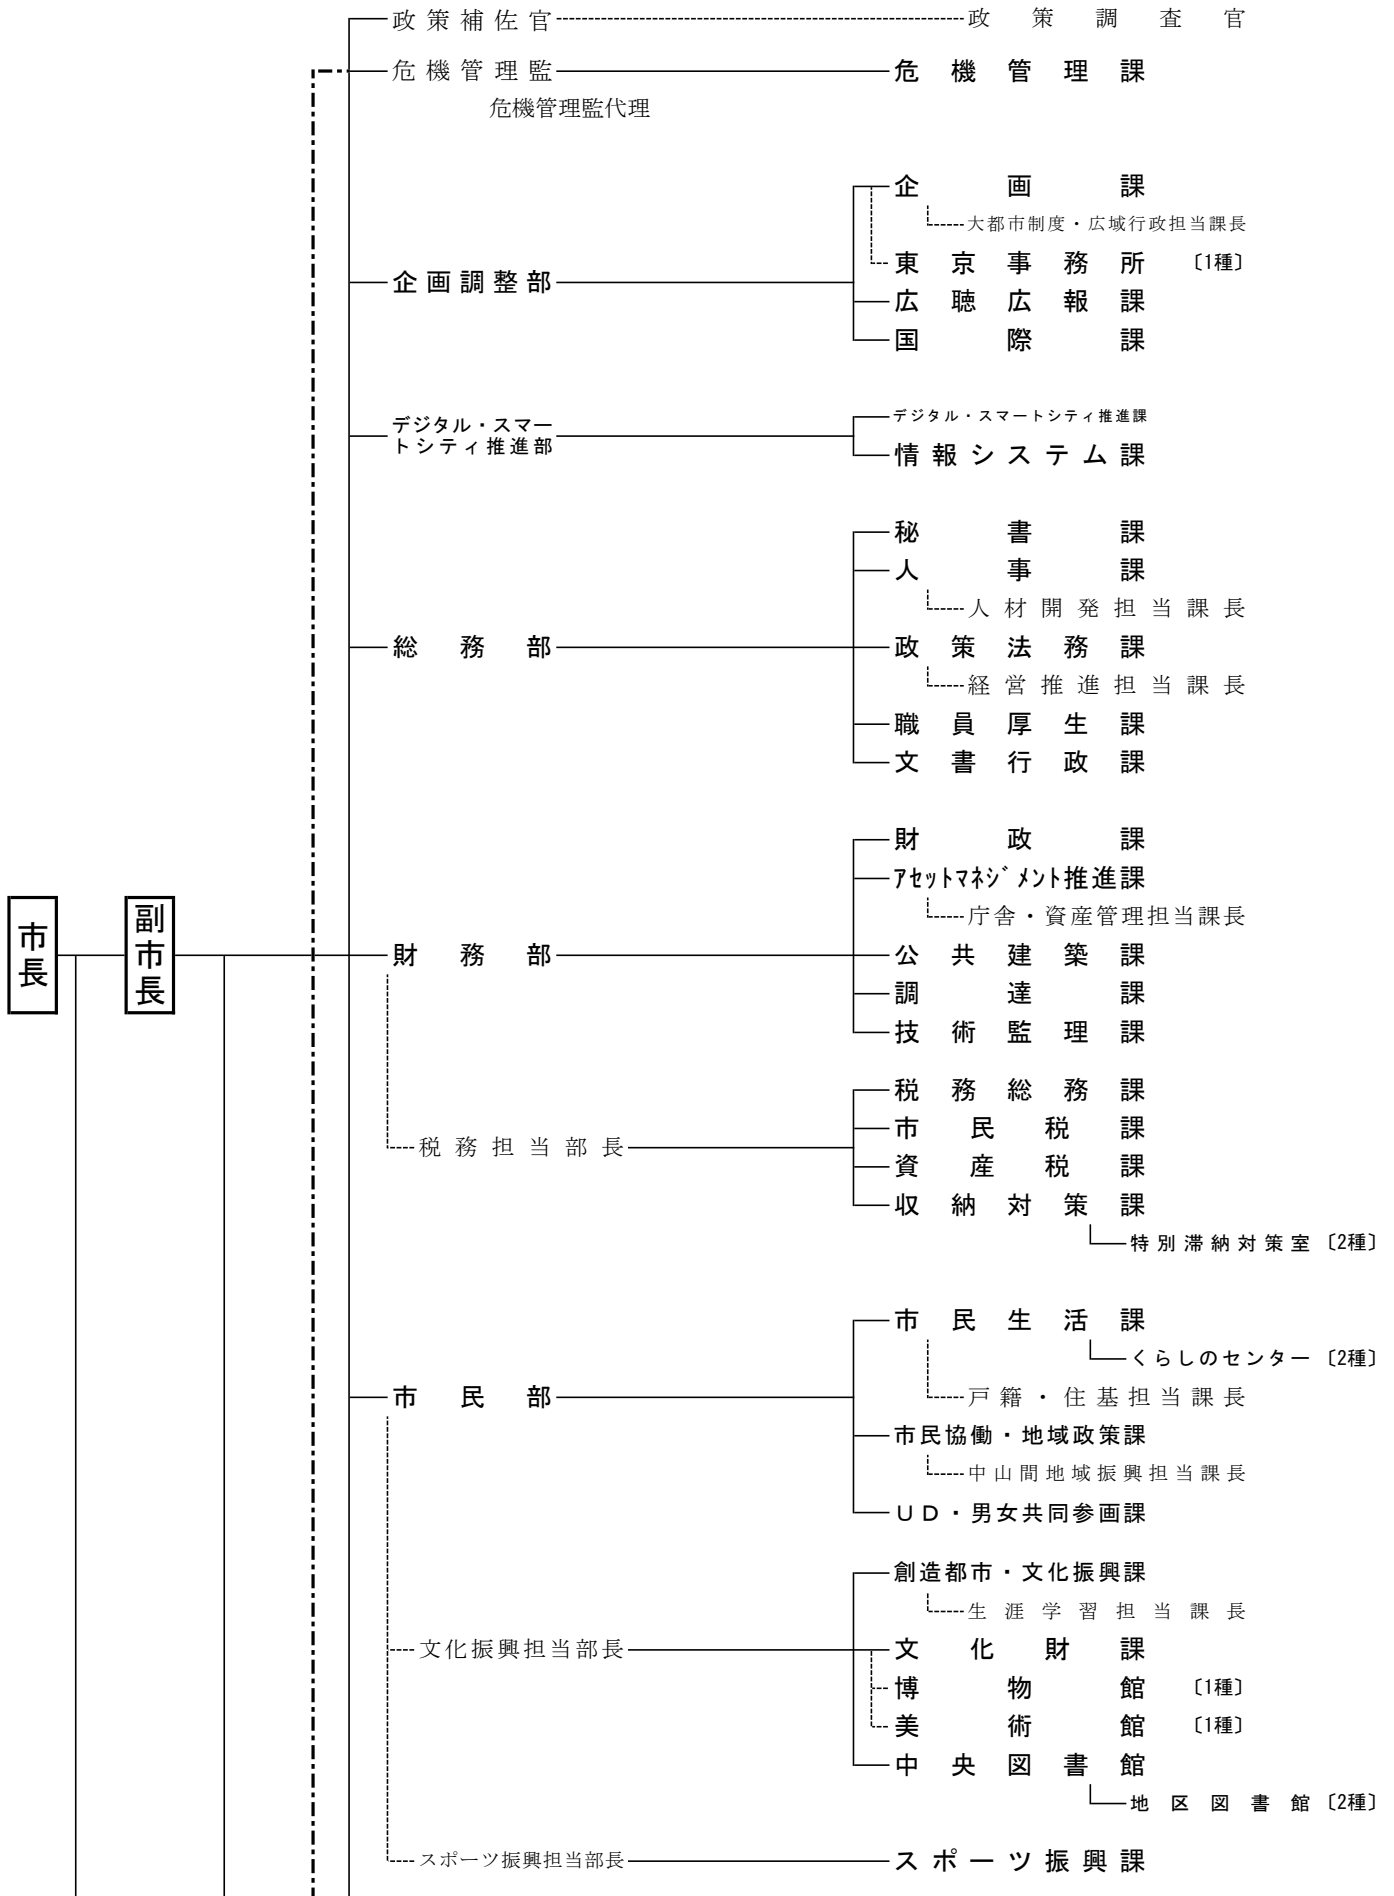 政策補佐官 政策調査官
危機管理監 危機管理課
危機管理監代理
企画課
大都市制度・広域行政担当課長
東京事務所 〔1種〕
企画調整部
広聴広報課
国際課
デジタル・スマー
トシティ推進部
デジタル・スマートシティ推進課
情報システム課
秘書課
人事課
人材開発担当課長
総務部 政策法務課
経営推進担当課長
職員厚生課
文書行政課
財政課
アセットマネジメント推進課
庁舎・資産管理担当課長
市長
副市長
財務部 公共建築課
調達課
技術監理課
税務総務課
市民税課
税務担当部長
資産税課
収納対策課
特別滞納対策室 〔2種〕
市民生活課
くらしのセンター 〔2種〕
市民部 戸籍・住基担当課長
市民協働・地域政策課
中山間地域振興担当課長
UD・男女共同参画課
創造都市・文化振興課
生涯学習担当課長
文化振興担当部長 文化財課
博物館 〔1種〕
美術館 〔1種〕
中央図書館
地区図書館 〔2種〕
スポーツ振興担当部長 スポーツ振興課